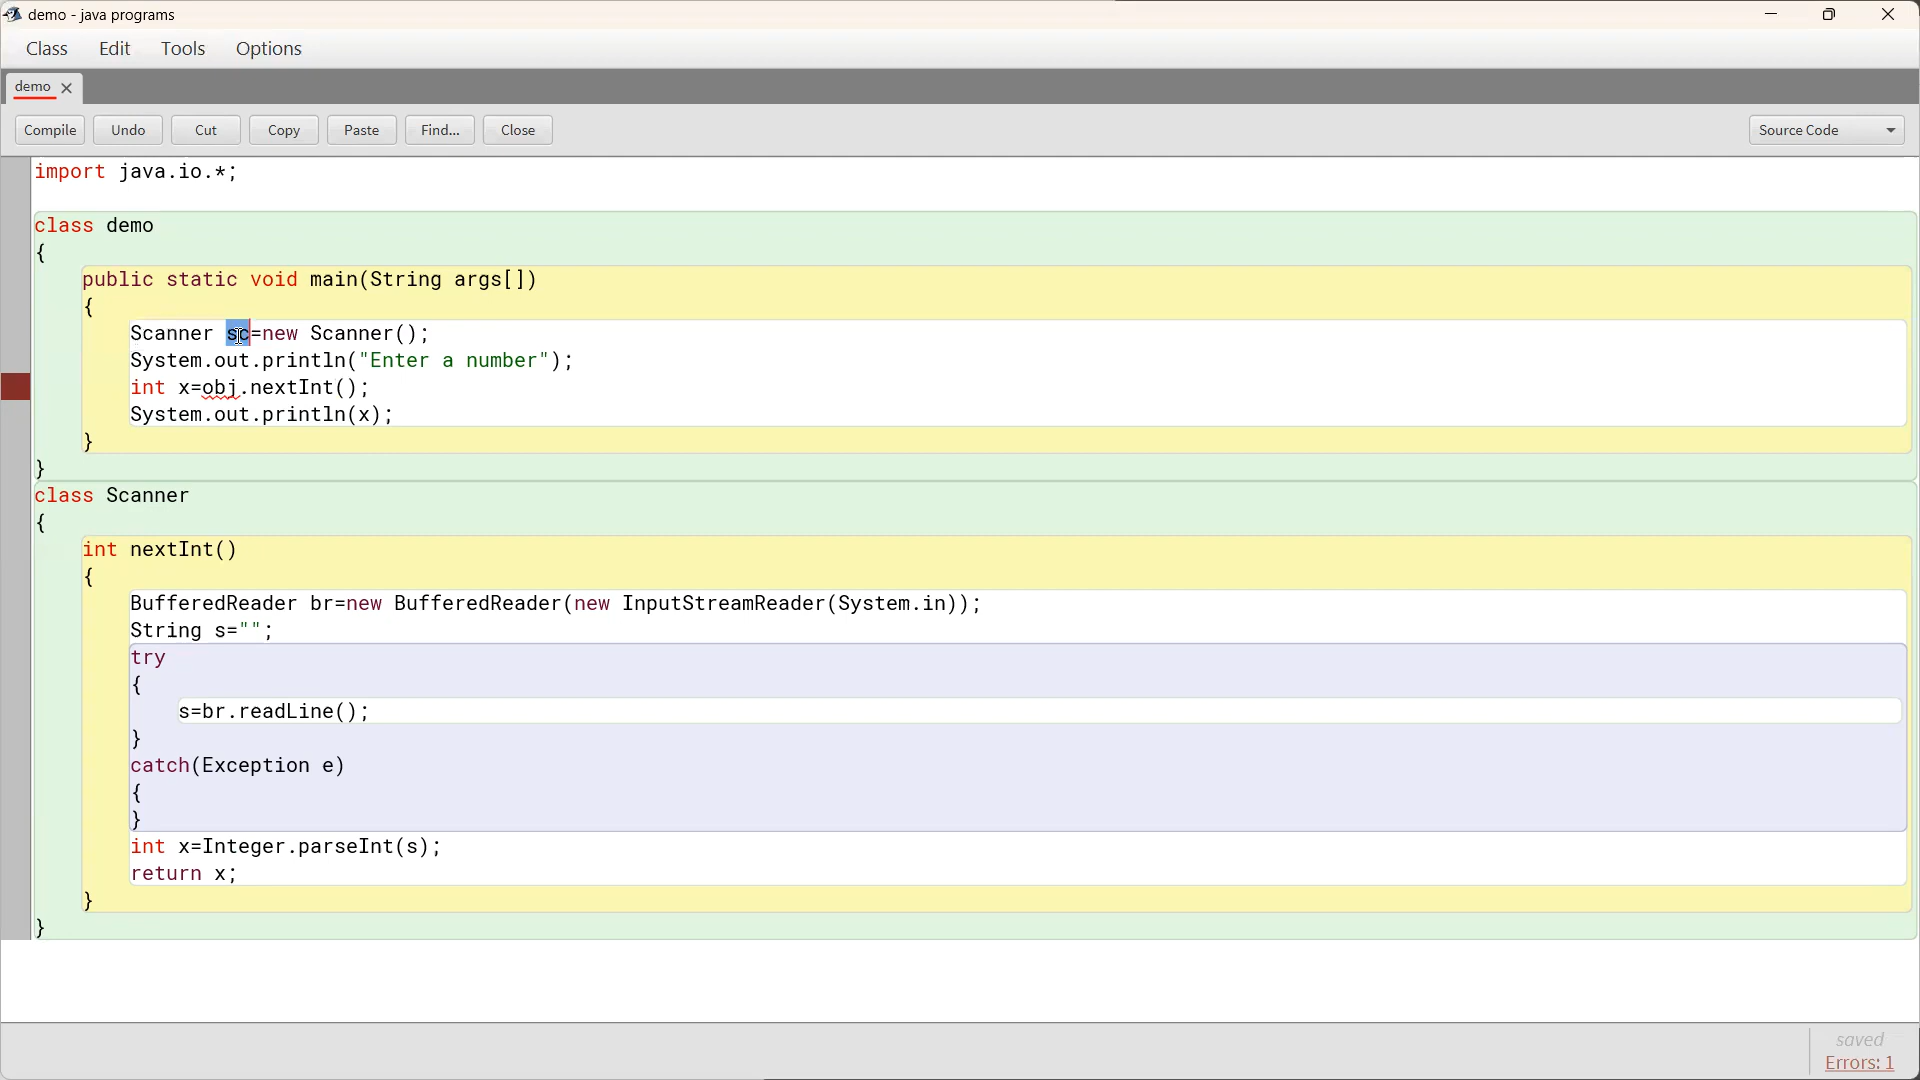 demo - java programs
Class Edit Tools Options
demo
Compile Undo Cut Copy Paste Find... Close Source Code
import java.io.*;
class demo
{
    public static void main(String args[])
    {
        Scanner sc=new Scanner();
        System.out.println("Enter a number");
        int x=obj.nextInt();
        System.out.println(x);
    }
}
class Scanner
{
    int nextInt()
    {
        BufferedReader br=new BufferedReader(new InputStreamReader(System.in));
        String s="";
        try
        {
            s=br.readLine();
        }
        catch(Exception e)
        {
        }
        int x=Integer.parseInt(s);
        return x;
    }
}
saved
Errors: 1